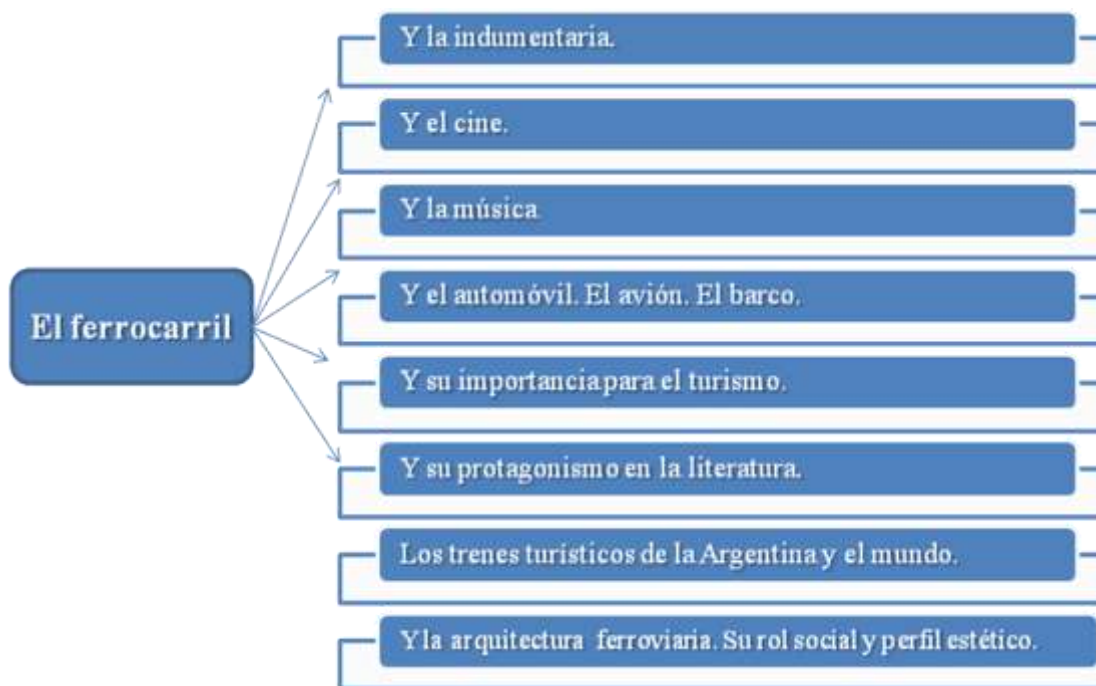 Y la indumentaria.
Y el cine.
Y la música
El ferrocarril
Y el automóvil. El avión. El barco.
Y su importancia para el turismo.
Y su protagonismo en la literatura.
Los trenes turísticos de la Argentina y el mundo.
Y la arquitectura ferroviaria. Su rol social y perfil estético.